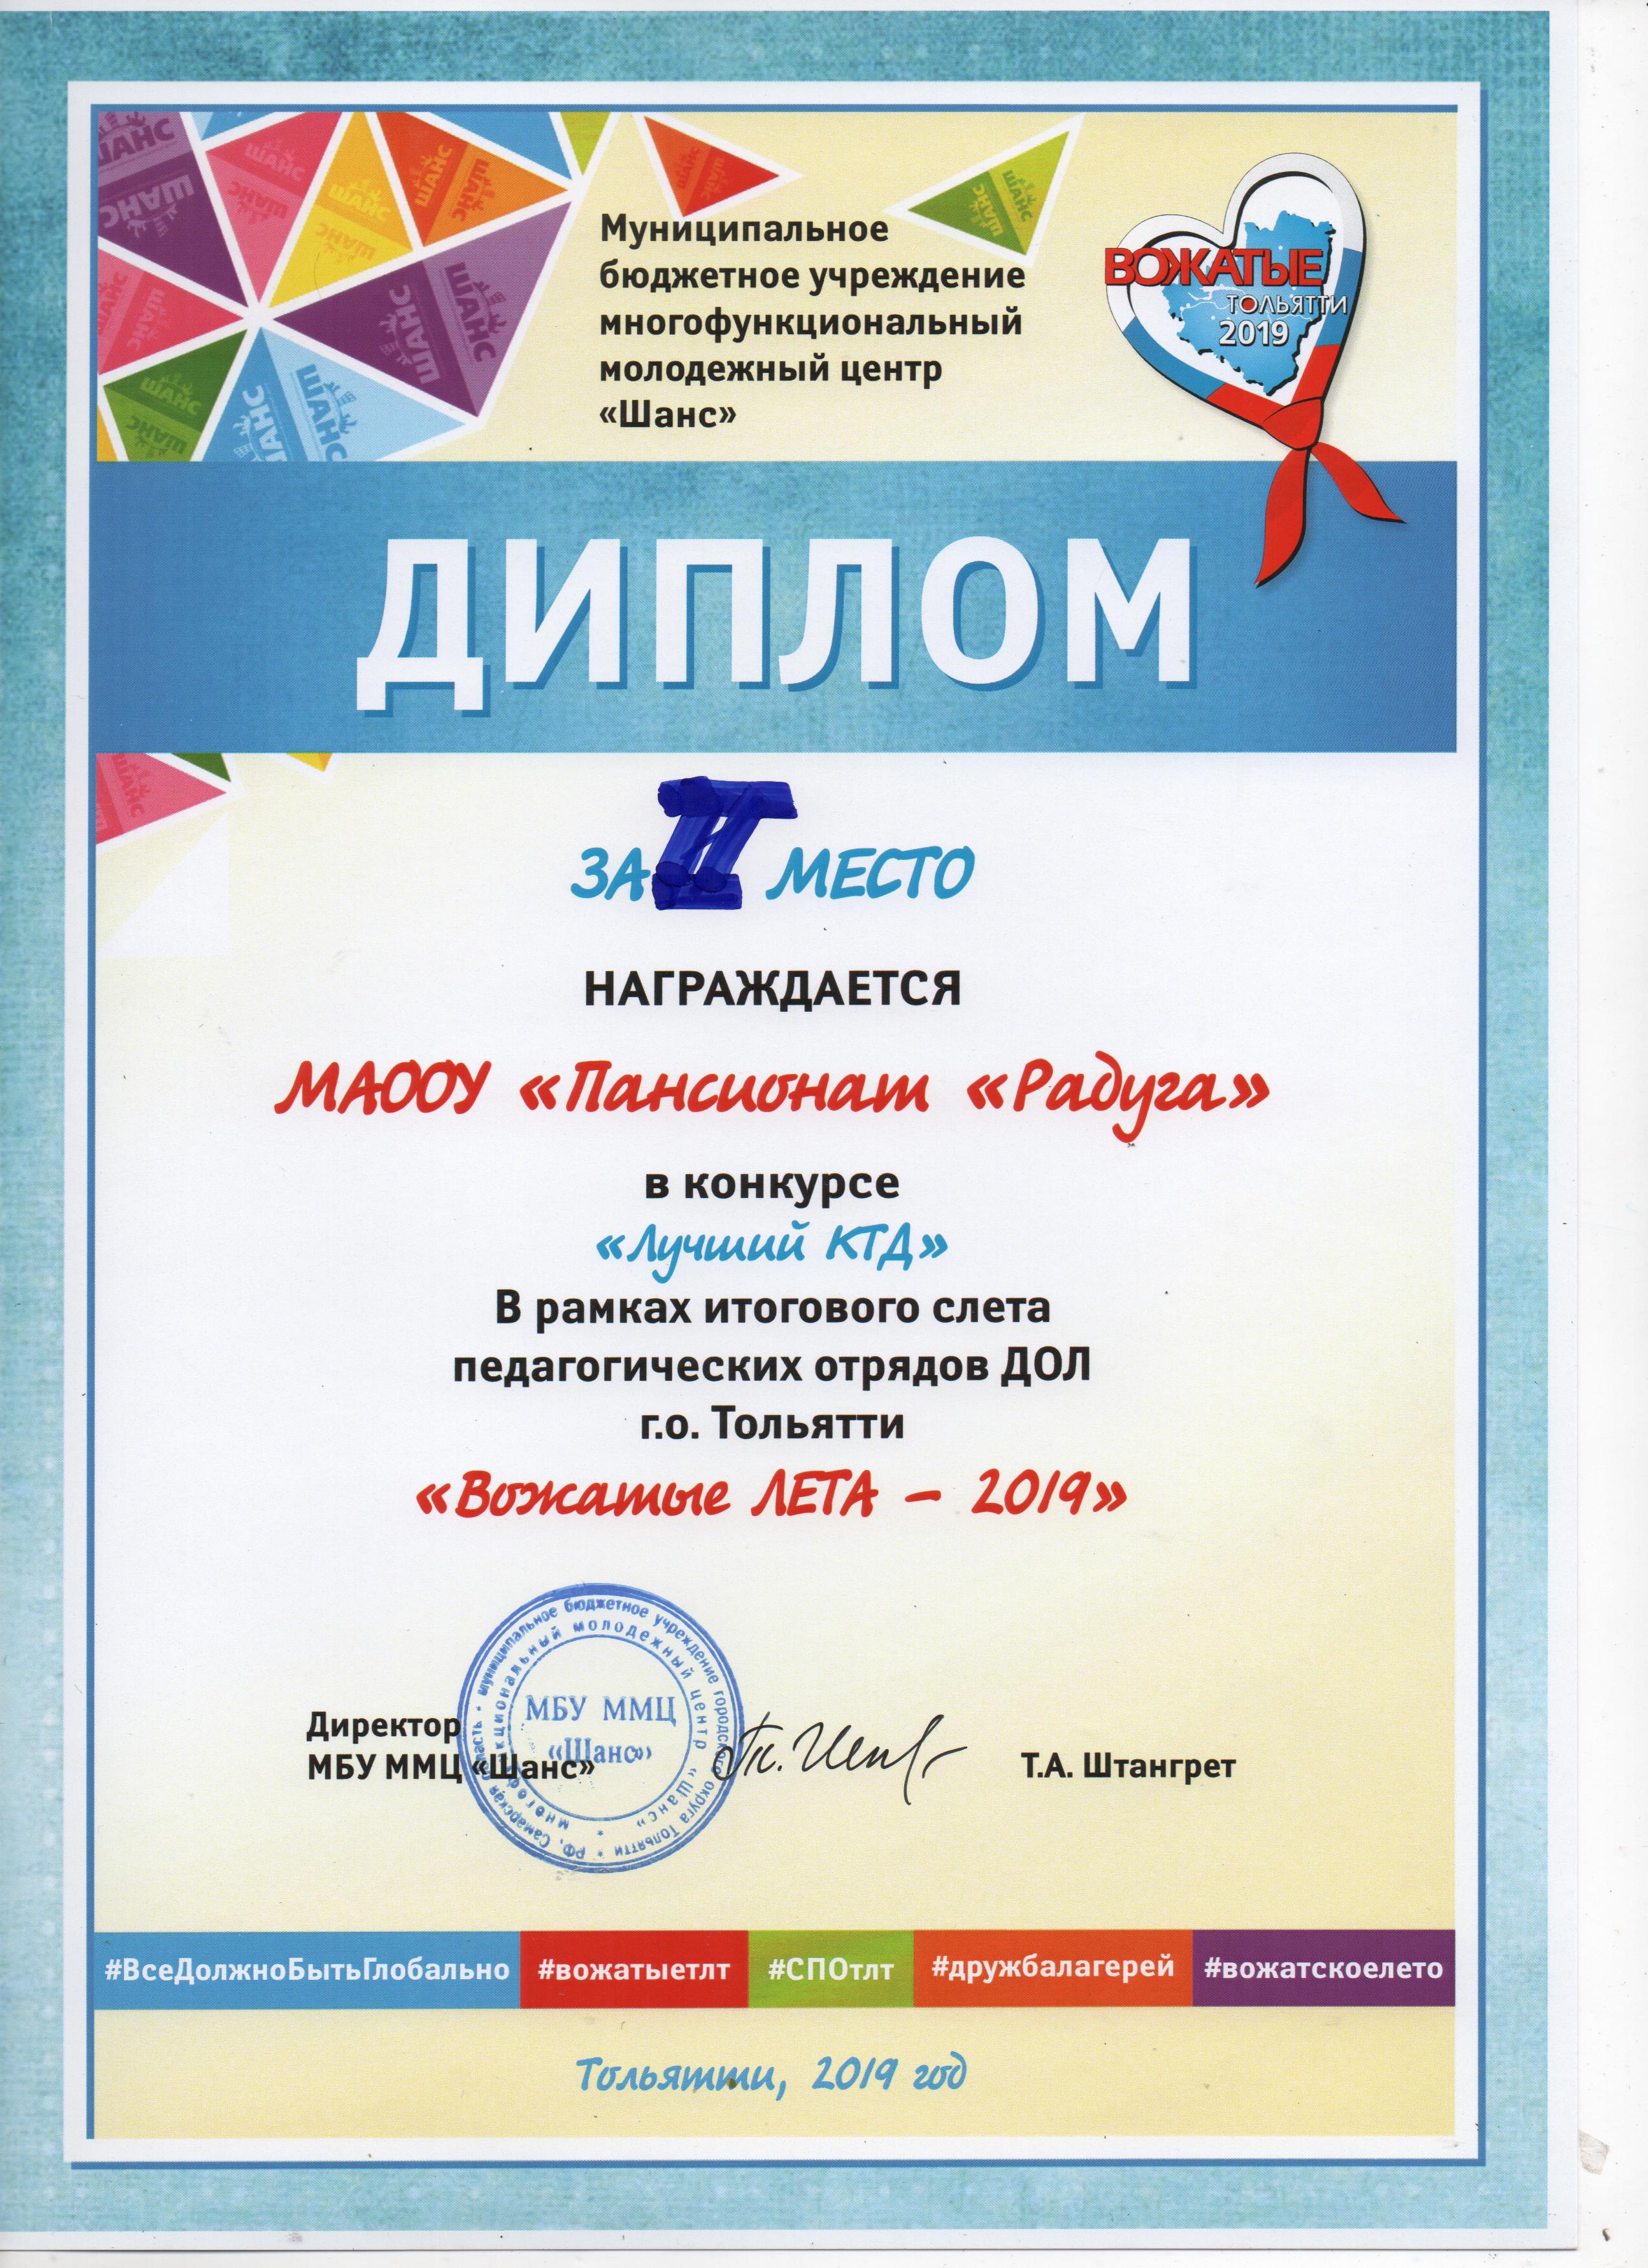 Муниципальное
бюджетное учреждение
многофункциональный
молодежный центр
«Шанс»
ВОЖАТЫЕ
ТОЛЬЯТТИ
2019
ДИПЛОМ
ЗА II МЕСТО
НАГРАЖДАЕТСЯ
МАООУ «Пансионат «Радуга»
в конкурсе
«Лучший КТД»
В рамках итогового слета
педагогических отрядов ДОЛ
г.о. Тольятти
«Вожатые ЛЕТА – 2019»
Директор
МБУ ММЦ «Шанс»
Т.А. Штангрет
РФ, Самарская область • муниципальное бюджетное учреждение городского округа Тольятти *
многофункциональный молодежный центр «Шанс» *
МБУ ММЦ
«Шанс»
#ВсеДолжноБытьГлобально #вожатыетлт #СПОтлт #дружбалагерей #вожатскоелето
Тольятти, 2019 год